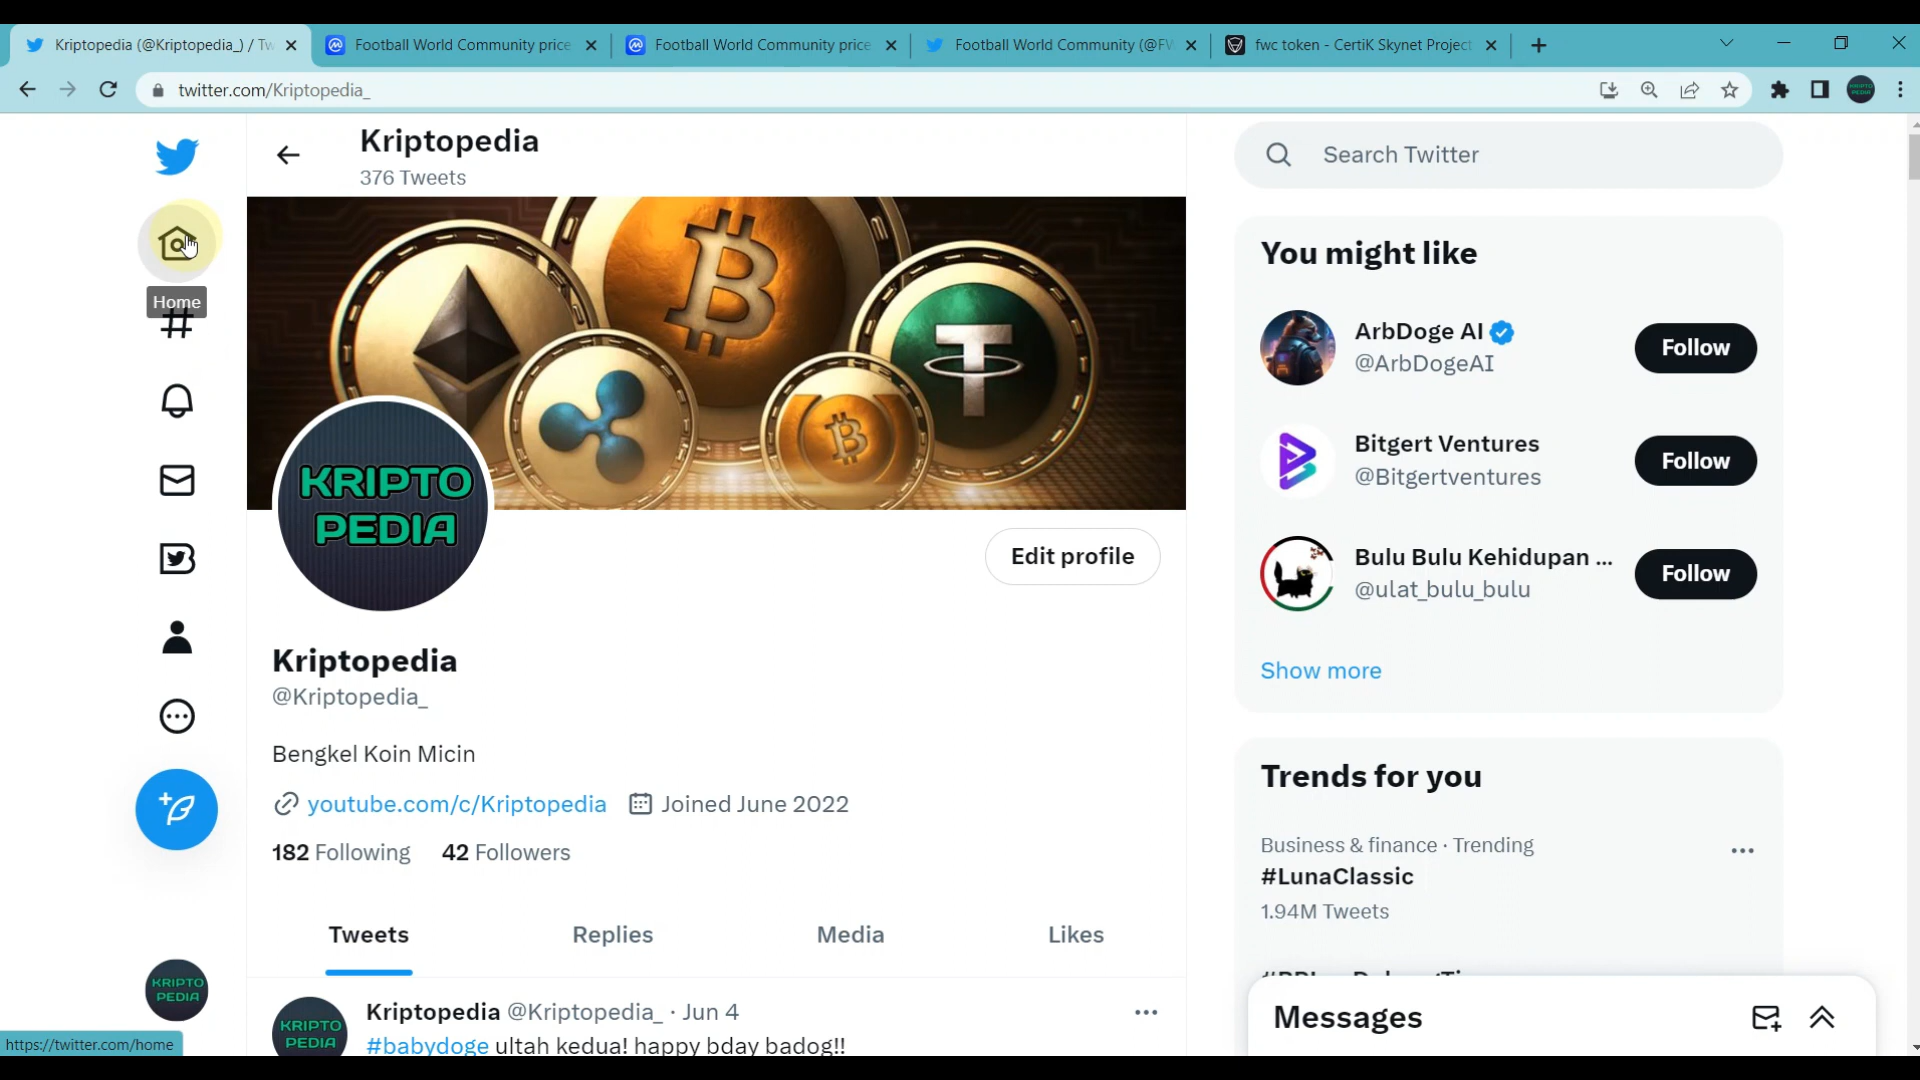 Kriptopedia (@Kriptopedia_) / Tw
Football World Community price
Football World Community price
Football World Community (@FW
fwc token - CertiK Skynet Project
twitter.com/Kriptopedia_
Kriptopedia
376 Tweets
Search Twitter
Home
KRIPTO
PEDIA
Edit profile
Kriptopedia
@Kriptopedia_
Bengkel Koin Micin
youtube.com/c/Kriptopedia Joined June 2022
182 Following 42 Followers
Tweets Replies Media Likes
KRIPTO
PEDIA
Kriptopedia @Kriptopedia_ · Jun 4
#babydoge ultah kedua! happy bday badog!!
You might like
ArbDoge AI
@ArbDogeAI
Follow
Bitgert Ventures
@Bitgertventures
Follow
Bulu Bulu Kehidupan ...
@ulat_bulu_bulu
Follow
Show more
Trends for you
Business & finance · Trending
#LunaClassic
1.94M Tweets
Messages
KRIPTO
PEDIA
https://twitter.com/home